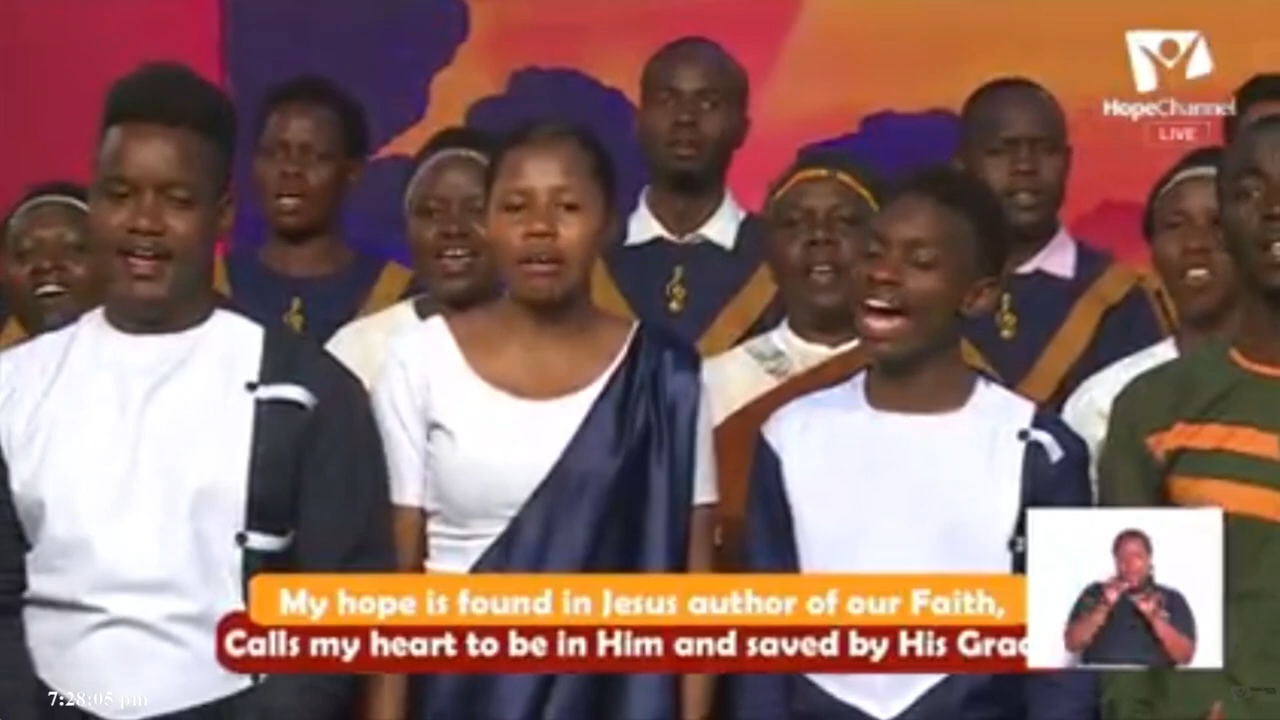 HopeChannel
LIVE
My hope is found in Jesus author of our Faith,
Calls my heart to be in Him and saved by His Grac
7:28:05 pm